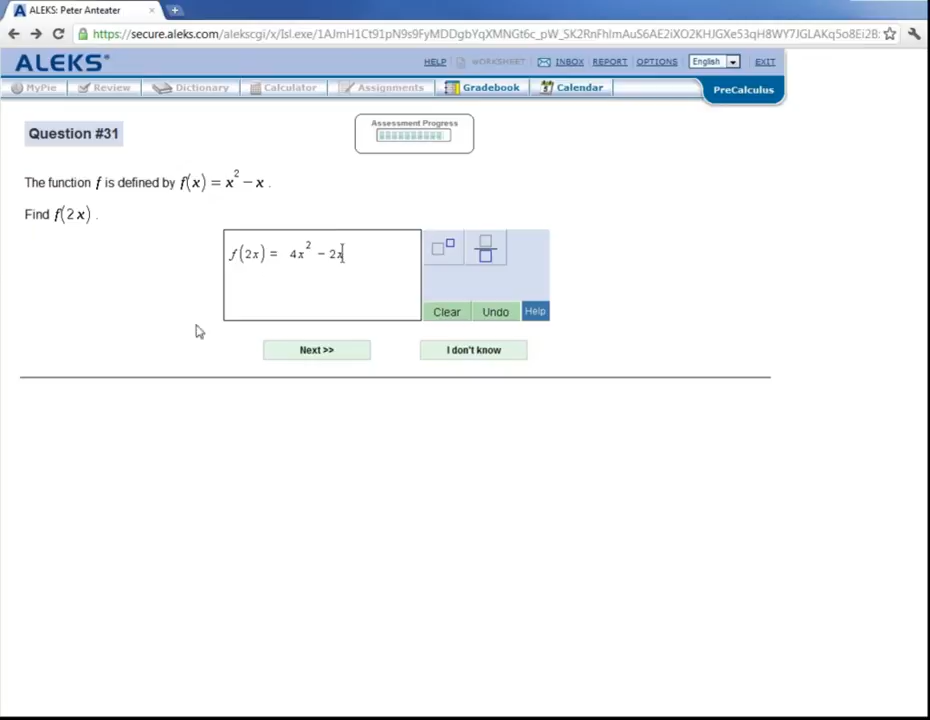 ALEKS: Peter Anteater
https://secure.aleks.com/alekscgi/x/Isl.exe/
ALEKS®
HELP WORKSHEET INBOX REPORT OPTIONS English EXIT
MyPie Review Dictionary Calculator Assignments Gradebook Calendar PreCalculus
Question #31
Assessment Progress
The function f is defined by f(x) = x² − x .
Find f(2x) .
f(2x) = 4x² − 2x
Clear Undo Help
Next >> I don't know